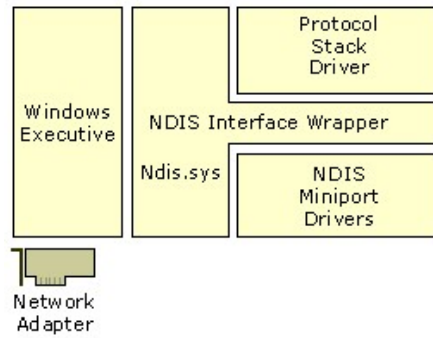 Protocol
Stack
Driver
Windows
Executive
NDIS Interface Wrapper
Ndis.sys
NDIS
Miniport
Drivers
Network
Adapter